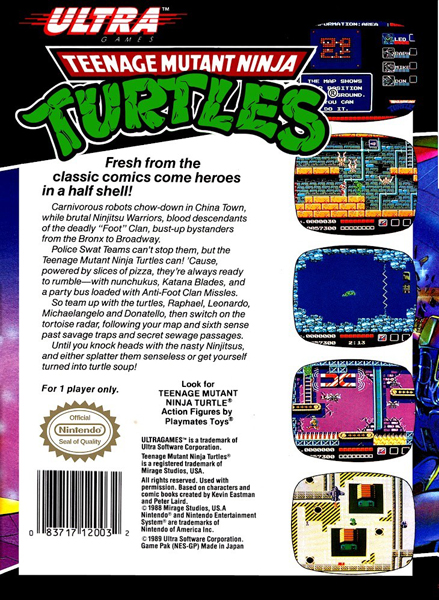 ULTRA™
GAMES
TEENAGE MUTANT NINJA
TURTLES®
Fresh from the
classic comics come heroes
in a half shell!
Carnivorous robots chow-down in China Town,
while brutal Ninjitsu Warriors, blood descendants
of the deadly "Foot" Clan, bust-up bystanders
from the Bronx to Broadway.
Police Swat Teams can't stop them, but the
Teenage Mutant Ninja Turtles can! 'Cause,
powered by slices of pizza, they're always ready
to rumble—with nunchukus, Katana Blades, and
a party bus loaded with Anti-Foot Clan Missles.
So team up with the turtles, Raphael, Leonardo,
Michaelangelo and Donatello, then switch on the
tortoise radar, following your map and sixth sense
past savage traps and secret sewage passages.
Until you knock heads with the nasty Ninjitsus,
and either splatter them senseless or get yourself
turned into turtle soup!
For 1 player only.
Look for
TEENAGE MUTANT
NINJA TURTLE®
Action Figures by
Playmates Toys®
Official
Nintendo®
Seal of Quality
ULTRAGAMES™ is a trademark of
Ultra Software Corporation.
Teenage Mutant Ninja Turtles®
is a registered trademark of
Mirage Studios, USA.
All rights reserved. Used with
permission. Based on characters and
comic books created by Kevin Eastman
and Peter Laird.
© 1988 Mirage Studios, U.S.A
Nintendo® and Nintendo Entertainment
System® are trademarks of
Nintendo of America Inc.
© 1989 Ultra Software Corporation.
Game Pak (NES-GP) Made in Japan
0 83717 12003 2
ORMATION:AREA
LEO
THE MAP SHOWS
POSITION
GROUND.
OU CAN
DO IT.
DON
0057300
2:13